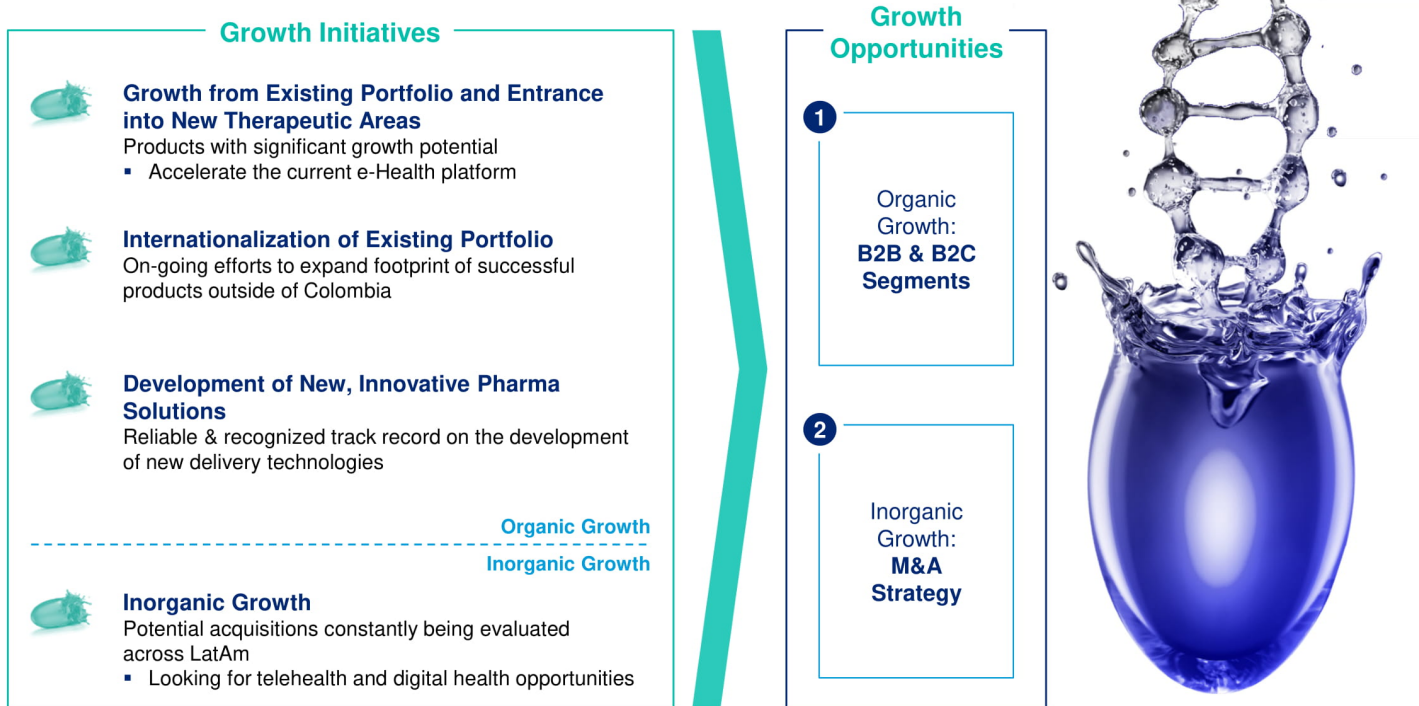 Growth Initiatives
Growth from Existing Portfolio and Entrance
into New Therapeutic Areas
Products with significant growth potential
▪ Accelerate the current e-Health platform
Internationalization of Existing Portfolio
On-going efforts to expand footprint of successful
products outside of Colombia
Development of New, Innovative Pharma
Solutions
Reliable & recognized track record on the development
of new delivery technologies
Organic Growth
Inorganic Growth
Inorganic Growth
Potential acquisitions constantly being evaluated
across LatAm
▪ Looking for telehealth and digital health opportunities
Growth
Opportunities
1
Organic
Growth:
B2B & B2C
Segments
2
Inorganic
Growth:
M&A
Strategy